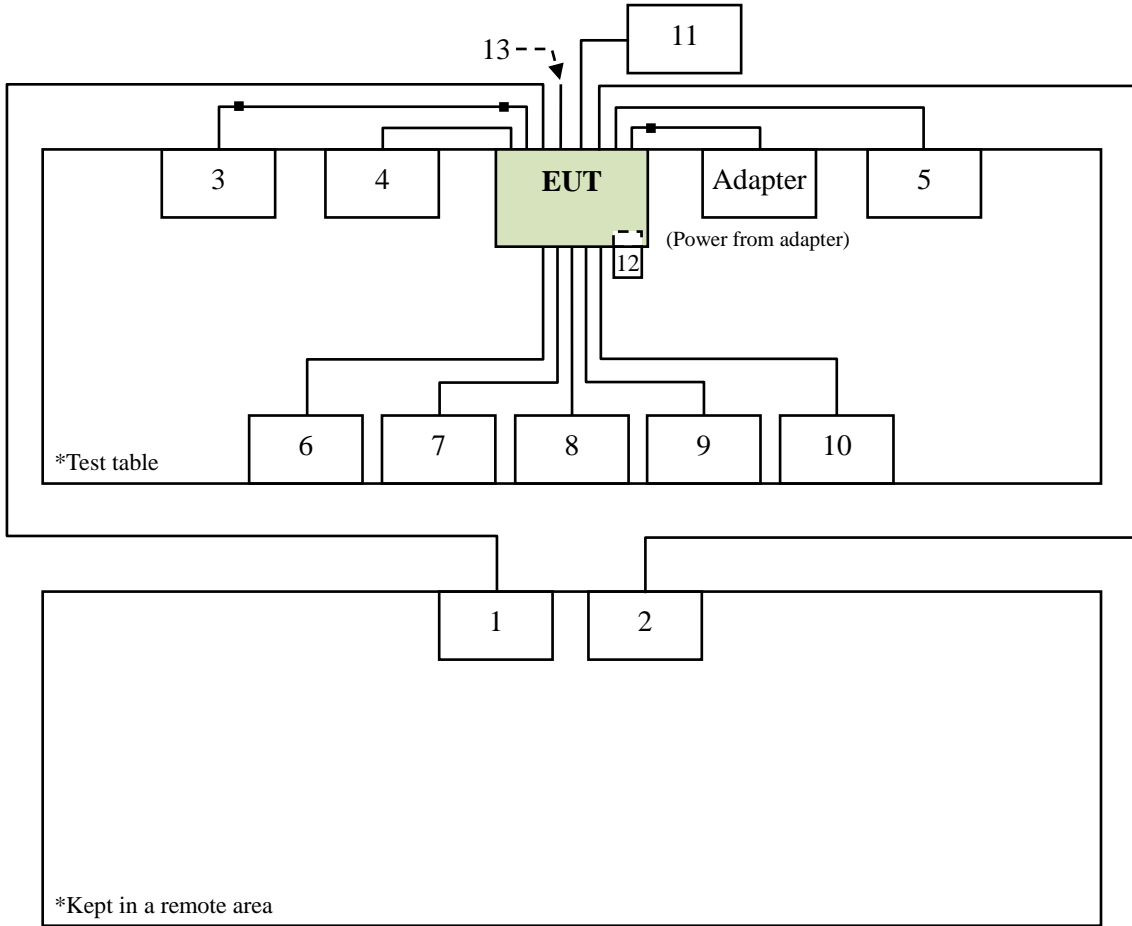 11
13
3
4
EUT
Adapter
5
(Power from adapter)
12
6
7
8
9
10
*Test table
1
2
*Kept in a remote area